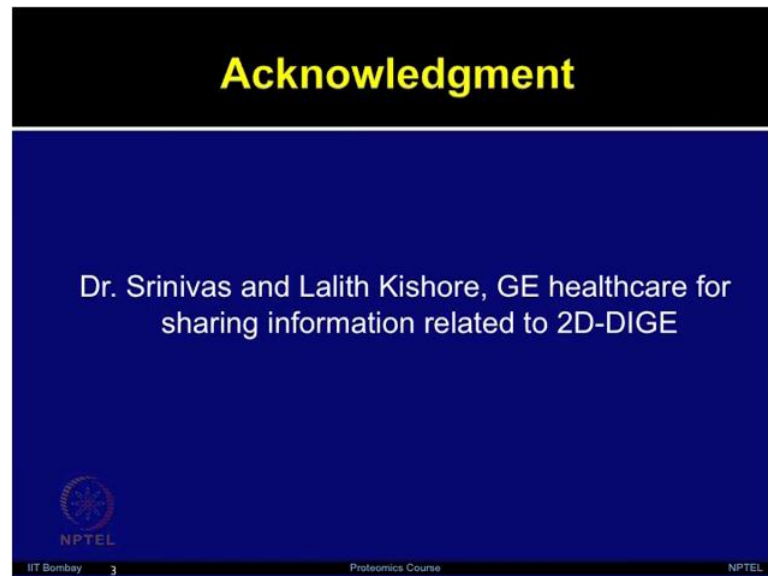 Acknowledgment
Dr. Srinivas and Lalith Kishore, GE healthcare for
sharing information related to 2D-DIGE
NPTEL
IIT Bombay 3 Proteomics Course NPTEL